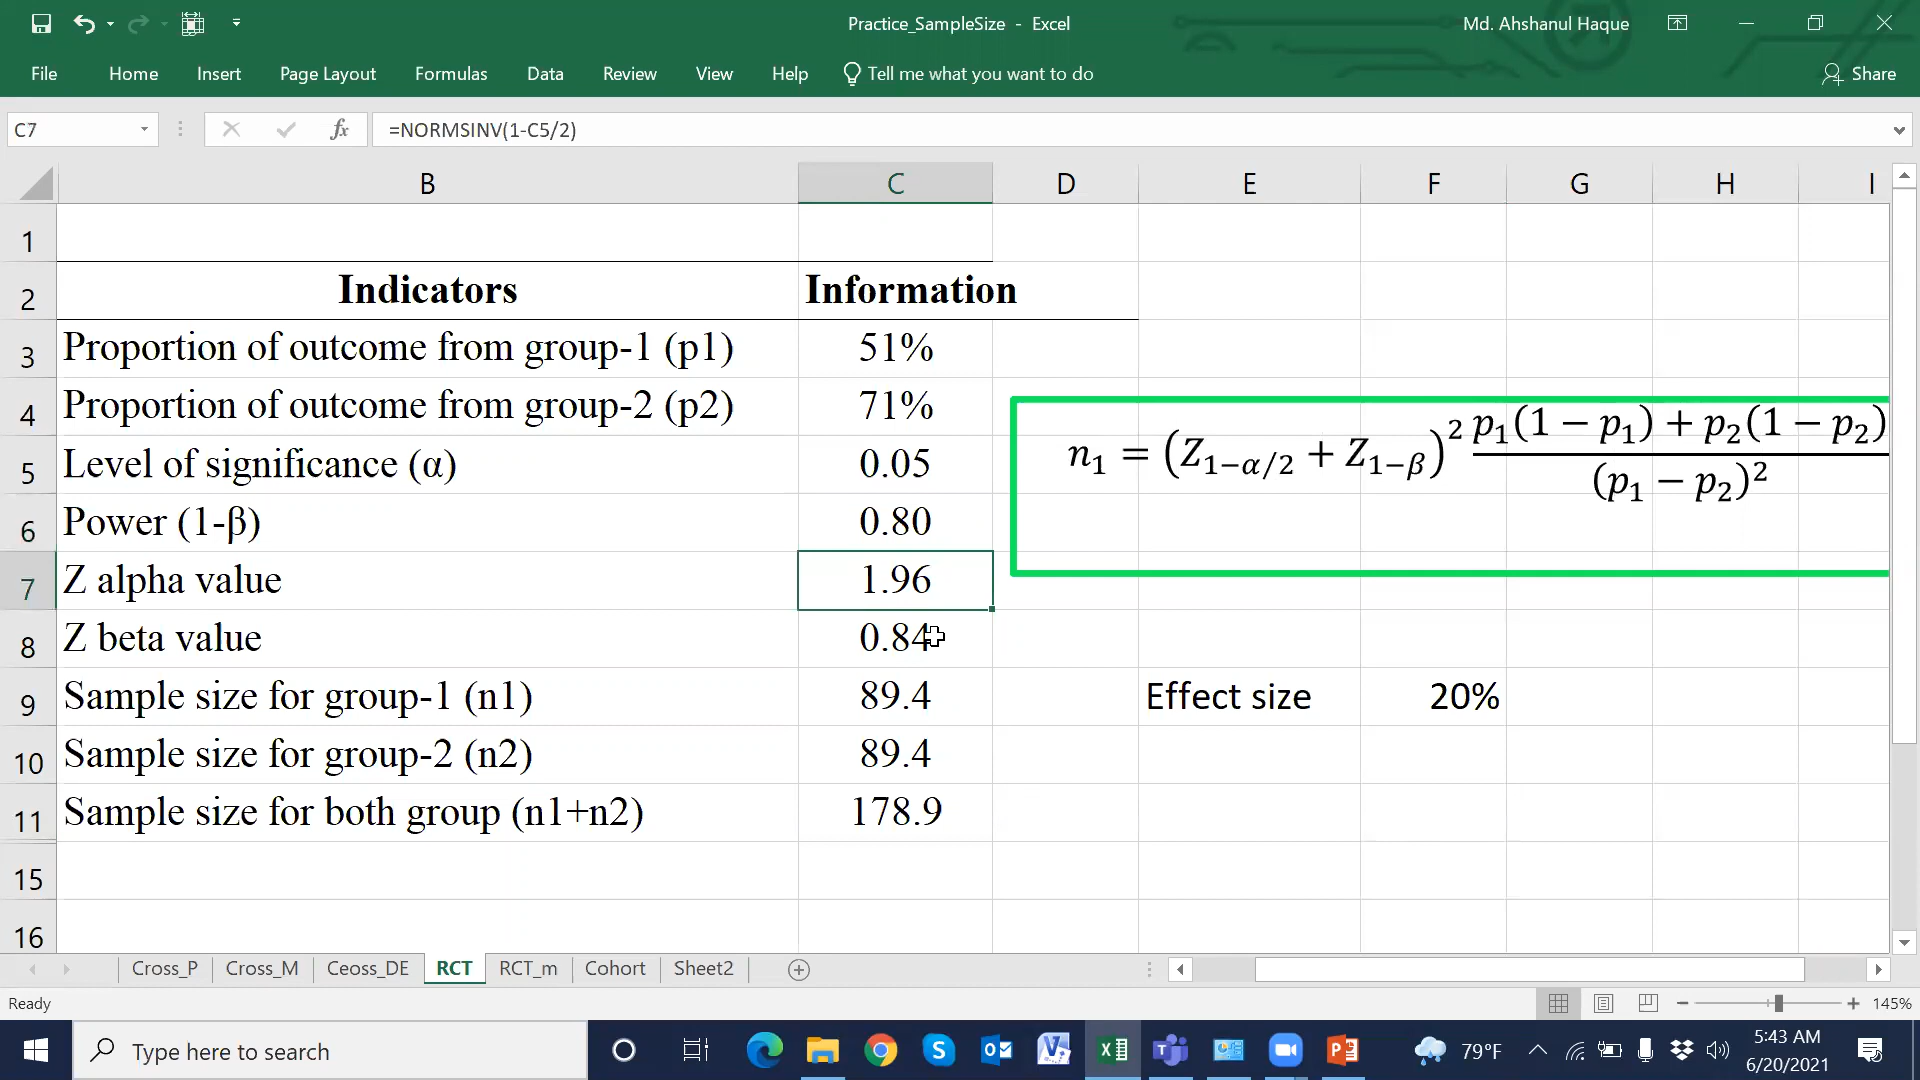 Practice_SampleSize - Excel
Md. Ahshanul Haque
File Home Insert Page Layout Formulas Data Review View Help Tell me what you want to do
Share
C7
fx
=NORMSINV(1-C5/2)
B C D E F G H I
1
2 Indicators Information
3 Proportion of outcome from group-1 (p1) 51%
4 Proportion of outcome from group-2 (p2) 71%
5 Level of significance (α) 0.05
6 Power (1-β) 0.80
7 Z alpha value 1.96
8 Z beta value 0.84
9 Sample size for group-1 (n1) 89.4 Effect size 20%
10 Sample size for group-2 (n2) 89.4
11 Sample size for both group (n1+n2) 178.9
15
16
n₁ = (Z₁₋α/₂ + Z₁₋β)² p₁(1 − p₁) + p₂(1 − p₂)
(p₁ − p₂)²
Cross_P Cross_M Ceoss_DE RCT RCT_m Cohort Sheet2
Ready
145%
Type here to search
79°F
5:43 AM
6/20/2021